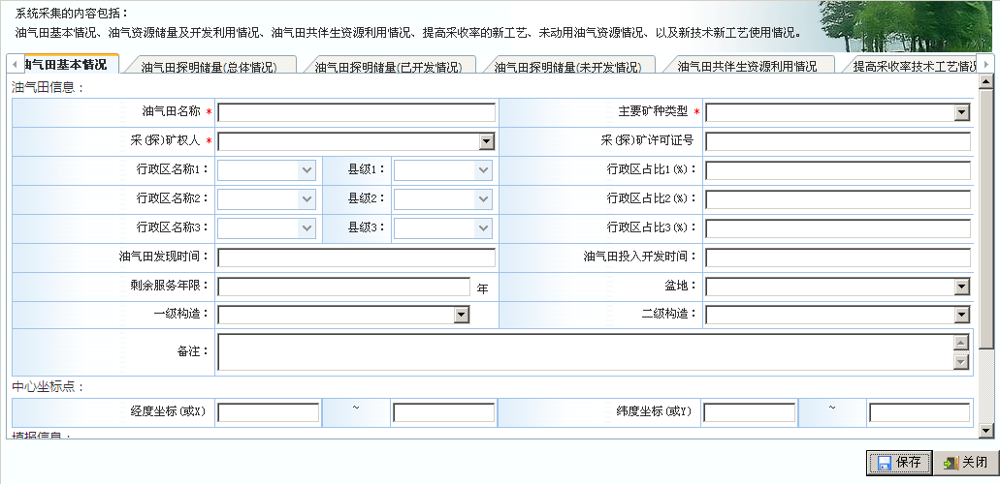 系统采集的内容包括：
油气田基本情况、油气资源储量及开发利用情况、油气田共伴生资源利用情况、提高采收率的新工艺、未动用油气资源情况、以及新技术新工艺使用情况。
油气田基本情况 油气田探明储量(总体情况) 油气田探明储量(已开发情况) 油气田探明储量(未开发情况) 油气田共伴生资源利用情况 提高采收率技术工艺情况
油气田信息：
油气田名称 * 主要矿种类型 *
采(探)矿权人 * 采(探)矿许可证号
行政区名称1： 县级1： 行政区占比1(%)：
行政区名称2： 县级2： 行政区占比2(%)：
行政区名称3： 县级3： 行政区占比3(%)：
油气田发现时间： 油气田投入开发时间：
剩余服务年限： 年 盆地：
一级构造： 二级构造：
备注：
中心坐标点：
经度坐标(或X) ~ 纬度坐标(或Y) ~
填报信息：
保存 关闭